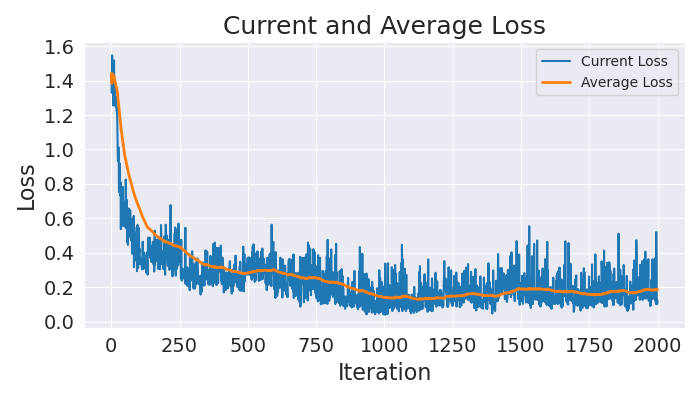 Current and Average Loss
Current Loss
Average Loss
Loss
1.6
1.4
1.2
1.0
0.8
0.6
0.4
0.2
0.0
0 250 500 750 1000 1250 1500 1750 2000
Iteration